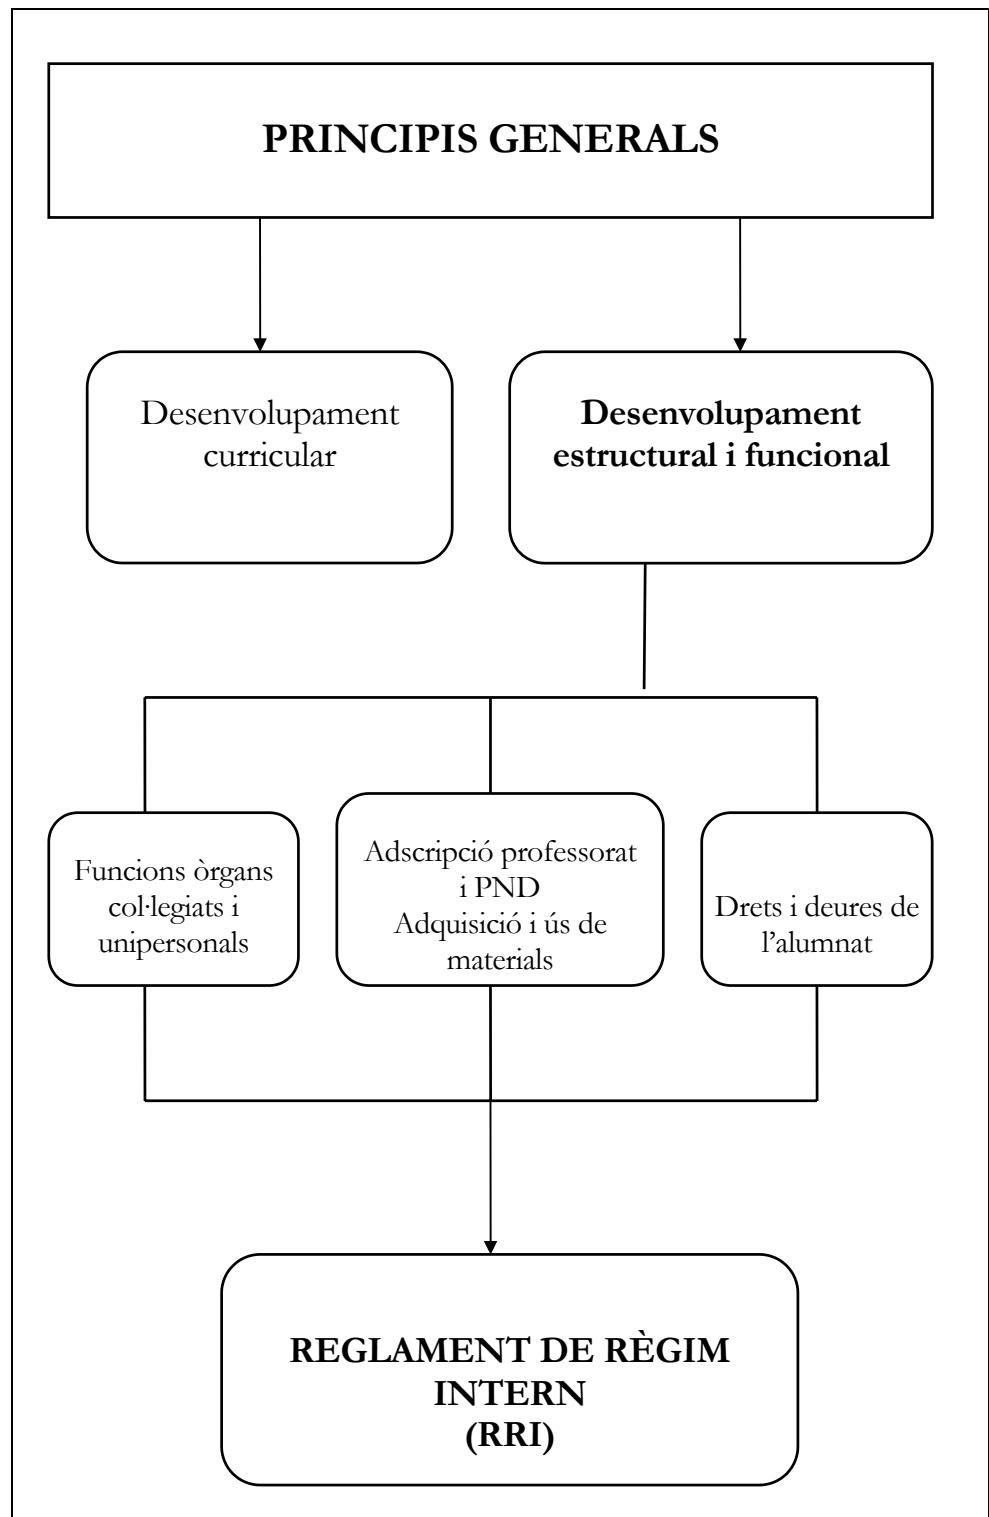 PRINCIPIS GENERALS
Desenvolupament
curricular
Desenvolupament
estructural i funcional
Funcions òrgans
col·legiats i
unipersonals
Adscripció professorat
i PND
Adquisició i ús de
materials
Drets i deures de
l’alumnat
REGLAMENT DE RÈGIM
INTERN
(RRI)